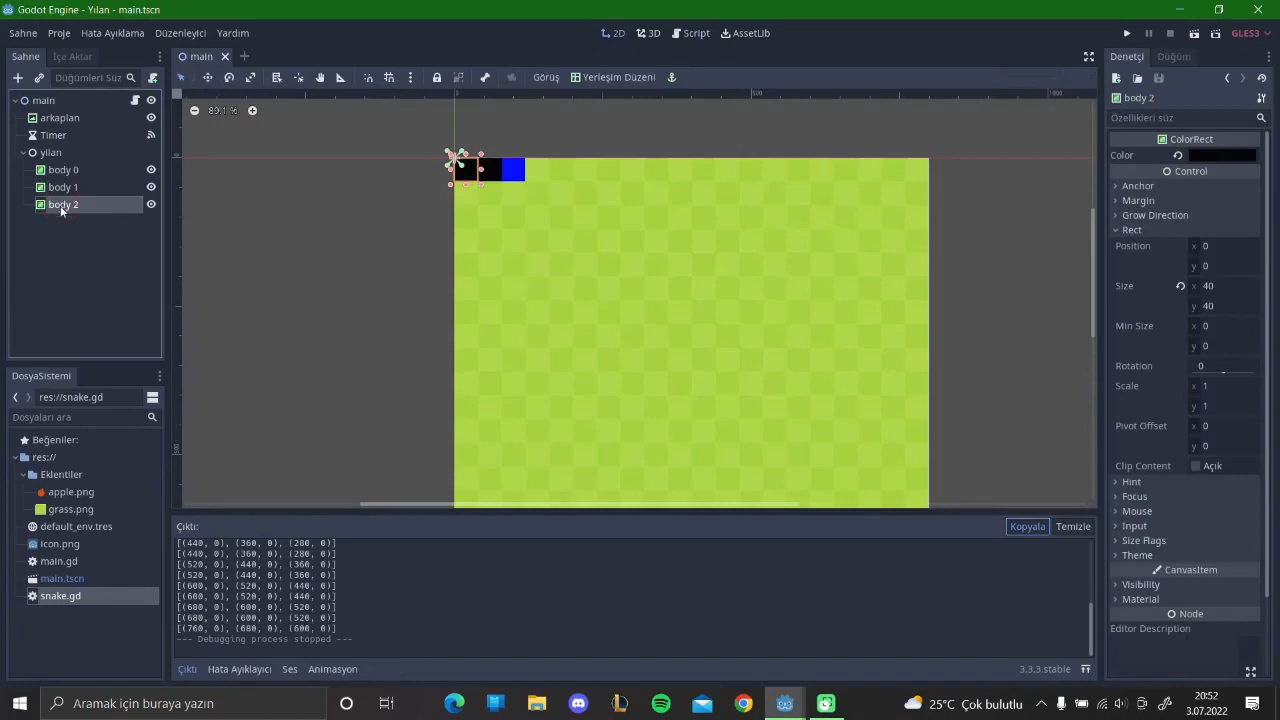 Godot Engine - Yılan - main.tscn
Sahne Proje Hata Ayıklama Düzenleyici Yardım
2D 3D Script AssetLib
GLES3
Sahne İçe Aktar
main
Denetçi Düğüm
Düğümleri Süz
Görüş Yerleşim Düzeni
main
arkaplan
Timer
yılan
body 0
body 1
body 2
89.1 %
0 500 1000
0
500
body 2
Özellikleri süz
ColorRect
Color
Control
Anchor
Margin
Grow Direction
Rect
Position x 0
y 0
Size x 40
y 40
Min Size x 0
y 0
Rotation 0
Scale x 1
y 1
Pivot Offset x 0
y 0
Clip Content Açık
Hint
Focus
Mouse
Input
Size Flags
Theme
CanvasItem
Visibility
Material
Node
Editor Description
DosyaSistemi
res://snake.gd
Dosyaları ara
Beğeniler:
res://
Eklentiler
apple.png
grass.png
default_env.tres
icon.png
main.gd
main.tscn
snake.gd
Çıktı:
Kopyala Temizle
[(440, 0), (360, 0), (280, 0)]
[(440, 0), (360, 0), (280, 0)]
[(520, 0), (440, 0), (360, 0)]
[(520, 0), (440, 0), (360, 0)]
[(600, 0), (520, 0), (440, 0)]
[(600, 0), (520, 0), (440, 0)]
[(680, 0), (600, 0), (520, 0)]
[(680, 0), (600, 0), (520, 0)]
[(760, 0), (680, 0), (600, 0)]
--- Debugging process stopped ---
Çıktı Hata Ayıklayıcı Ses Animasyon
3.3.3.stable
Aramak için buraya yazın
25°C Çok bulutlu
20:52
3.07.2022